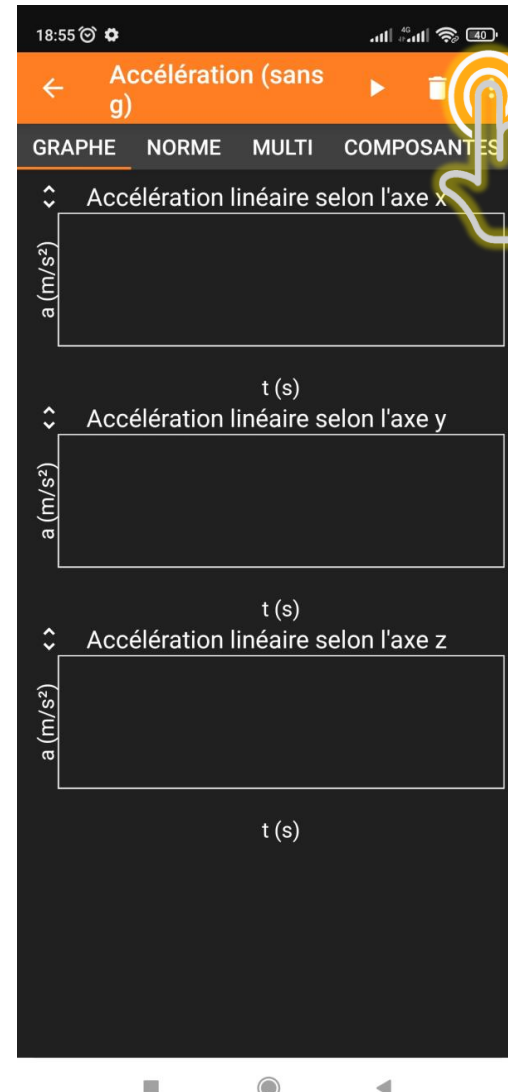 18:55
4G
40
Accélération (sans
g)
GRAPHE NORME MULTI COMPOSANTES
Accélération linéaire selon l'axe x
a (m/s²)
t (s)
Accélération linéaire selon l'axe y
a (m/s²)
t (s)
Accélération linéaire selon l'axe z
a (m/s²)
t (s)